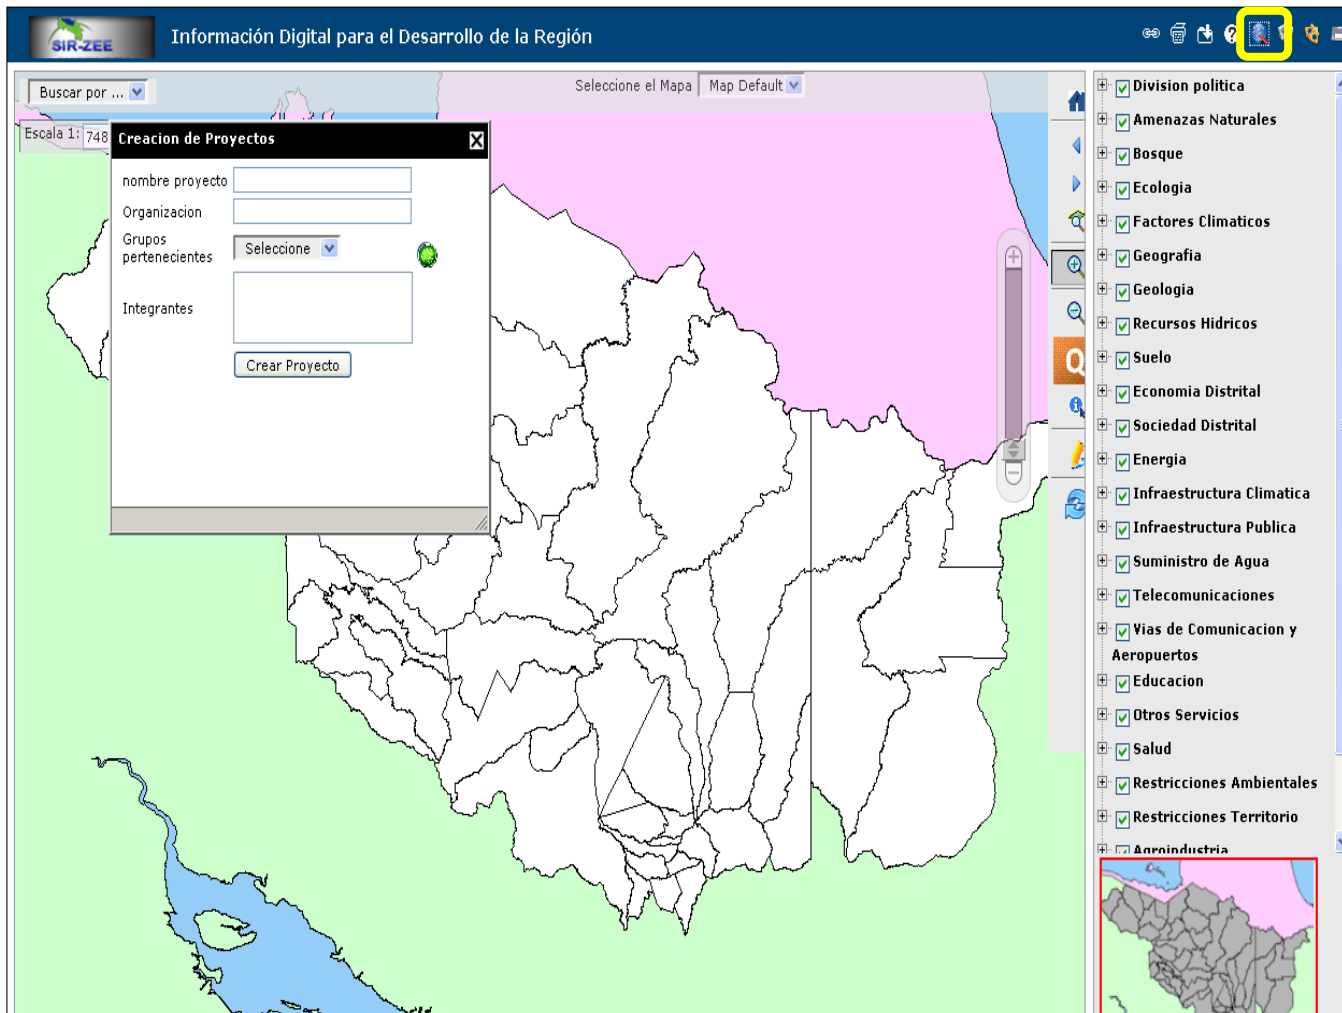 SIR-ZEE
Información Digital para el Desarrollo de la Región
Buscar por ...
Seleccione el Mapa
Map Default
Escala 1:
748
Creacion de Proyectos
nombre proyecto
Organizacion
Grupos
pertenecientes
Seleccione
Integrantes
Crear Proyecto
Q
Division politica
Amenazas Naturales
Bosque
Ecologia
Factores Climaticos
Geografia
Geologia
Recursos Hidricos
Suelo
Economia Distrital
Sociedad Distrital
Energia
Infraestructura Climatica
Infraestructura Publica
Suministro de Agua
Telecomunicaciones
Vias de Comunicacion y
Aeropuertos
Educacion
Otros Servicios
Salud
Restricciones Ambientales
Restricciones Territorio
Agroindustria